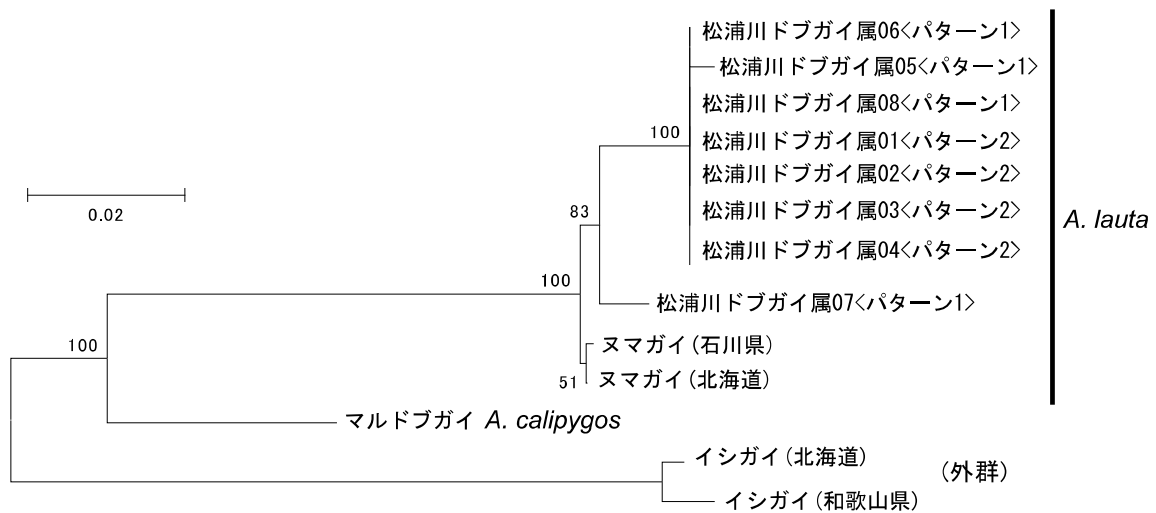 松浦川ドブガイ属06<パターン1>
松浦川ドブガイ属05<パターン1>
松浦川ドブガイ属08<パターン1>
100
松浦川ドブガイ属01<パターン2>
松浦川ドブガイ属02<パターン2>
0.02
83
松浦川ドブガイ属03<パターン2>
A. lauta
松浦川ドブガイ属04<パターン2>
100
松浦川ドブガイ属07<パターン1>
100
ヌマガイ(石川県)
51
ヌマガイ(北海道)
マルドブガイ A. calipygos
イシガイ(北海道)
(外群)
イシガイ(和歌山県)